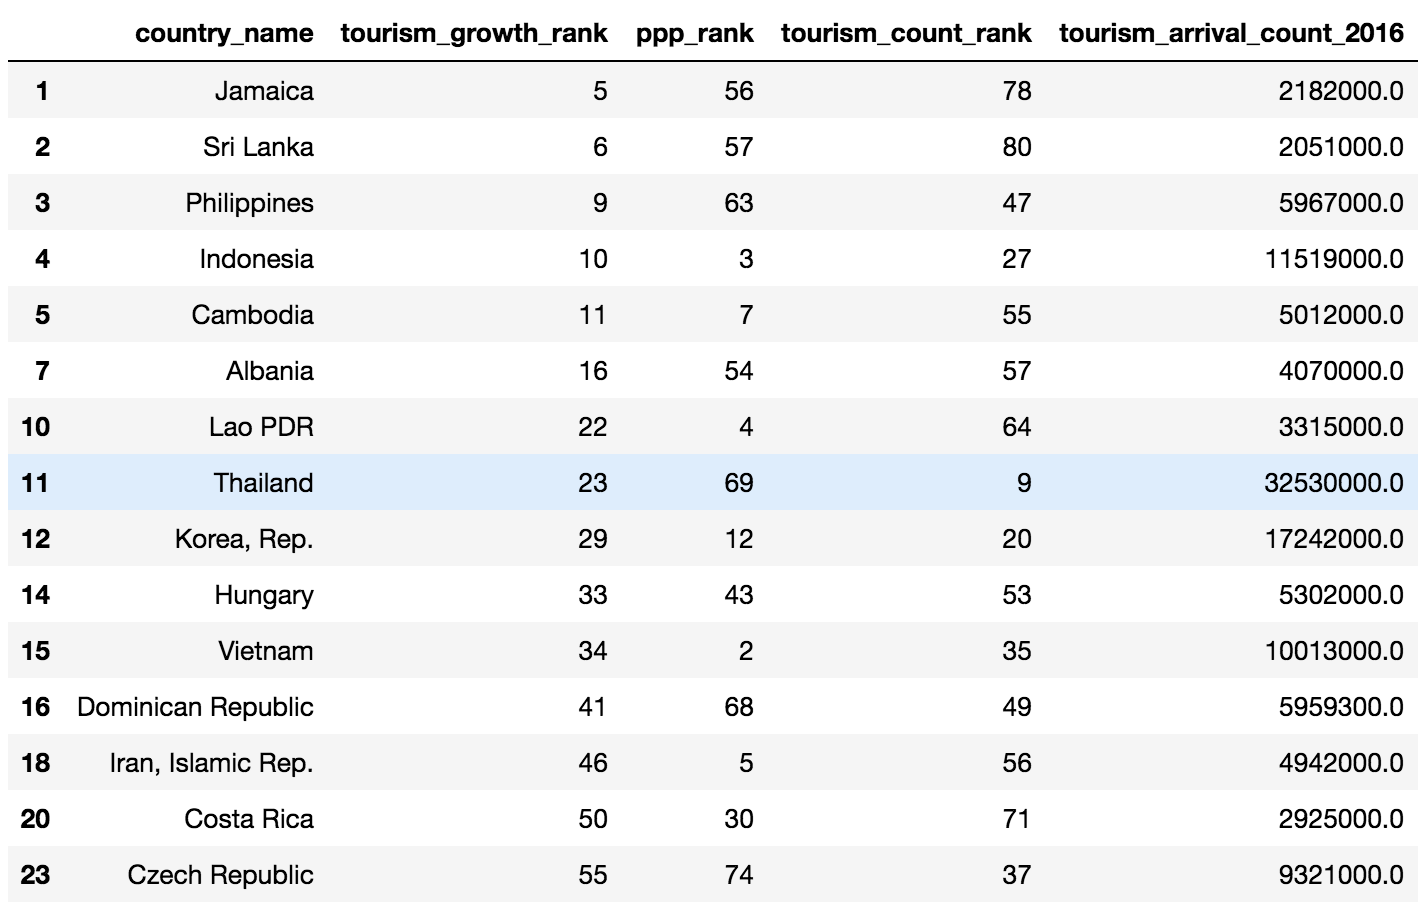 country_name tourism_growth_rank ppp_rank tourism_count_rank tourism_arrival_count_2016
1 Jamaica 5 56 78 2182000.0
2 Sri Lanka 6 57 80 2051000.0
3 Philippines 9 63 47 5967000.0
4 Indonesia 10 3 27 11519000.0
5 Cambodia 11 7 55 5012000.0
7 Albania 16 54 57 4070000.0
10 Lao PDR 22 4 64 3315000.0
11 Thailand 23 69 9 32530000.0
12 Korea, Rep. 29 12 20 17242000.0
14 Hungary 33 43 53 5302000.0
15 Vietnam 34 2 35 10013000.0
16 Dominican Republic 41 68 49 5959300.0
18 Iran, Islamic Rep. 46 5 56 4942000.0
20 Costa Rica 50 30 71 2925000.0
23 Czech Republic 55 74 37 9321000.0